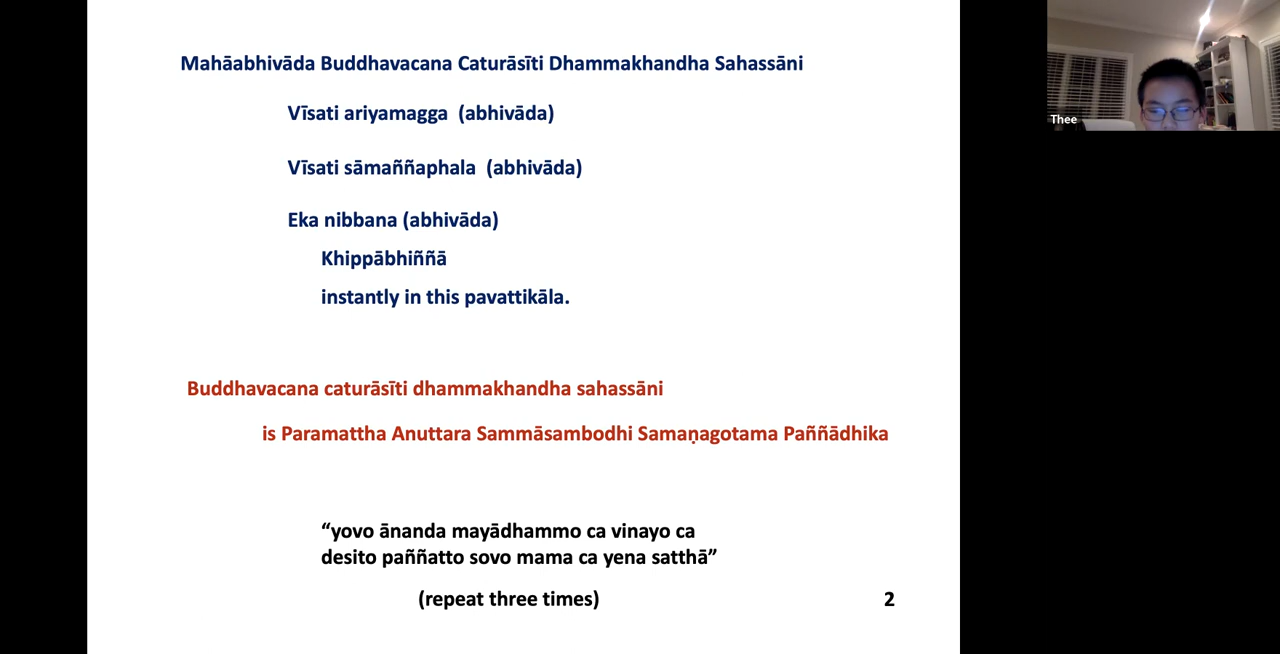 Mahāabhivāda Buddhavacana Caturāsīti Dhammakhandha Sahassāni
Vīsati ariyamagga (abhivāda)
Vīsati sāmaññaphala (abhivāda)
Eka nibbana (abhivāda)
Khippābhiññā
instantly in this pavattikāla.
Buddhavacana caturāsīti dhammakhandha sahassāni
is Paramattha Anuttara Sammāsambodhi Samaṇagotama Paññādhika
“yovo ānanda mayādhammo ca vinayo ca
desito paññatto sovo mama ca yena satthā”
(repeat three times)
2
Thee